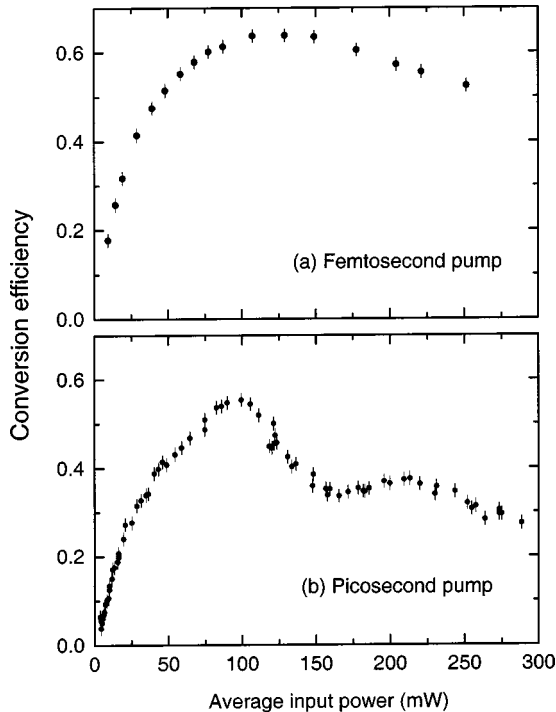 0.6
0.4
0.2
(a) Femtosecond pump
0.0
Conversion efficiency
0.6
0.4
0.2
(b) Picosecond pump
0.0
0 50 100 150 200 250 300
Average input power (mW)